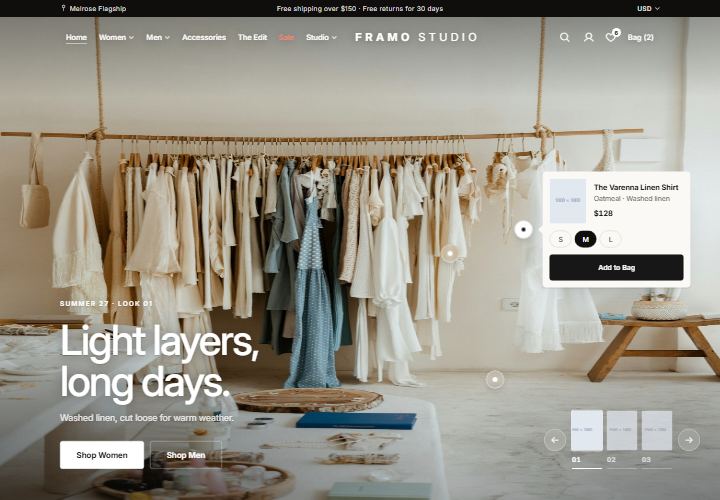 Melrose Flagship
Free shipping over $150 · Free returns for 30 days
USD
Home
Women
Men
Accessories
The Edit
Sale
Studio
FRAMO STUDIO
Bag (2)
The Varenna Linen Shirt
Oatmeal · Washed linen
$128
S
M
L
Add to Bag
SUMMER 27 · LOOK 01
Light layers,
long days.
Washed linen, cut loose for warm weather.
Shop Women
Shop Men
01
02
03